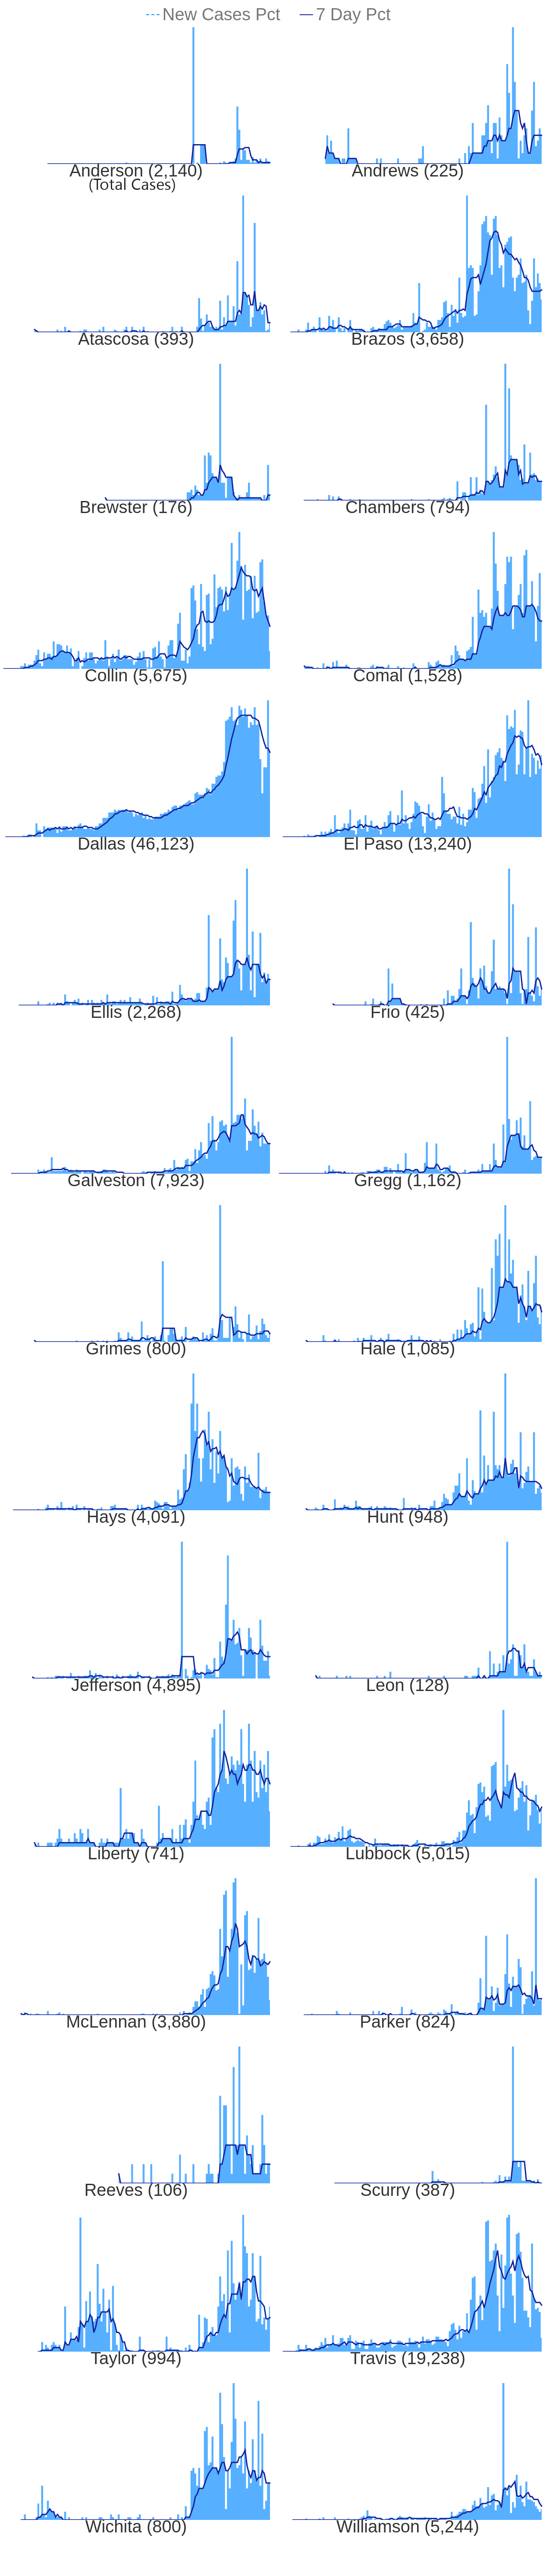 New Cases Pct 7 Day Pct
Anderson (2,140) Andrews (225)
(Total Cases)
Atascosa (393) Brazos (3,658)
Brewster (176) Chambers (794)
Collin (5,675) Comal (1,528)
Dallas (46,123) El Paso (13,240)
Ellis (2,268) Frio (425)
Galveston (7,923) Gregg (1,162)
Grimes (800) Hale (1,085)
Hays (4,091) Hunt (948)
Jefferson (4,895) Leon (128)
Liberty (741) Lubbock (5,015)
McLennan (3,880) Parker (824)
Reeves (106) Scurry (387)
Taylor (994) Travis (19,238)
Wichita (800) Williamson (5,244)